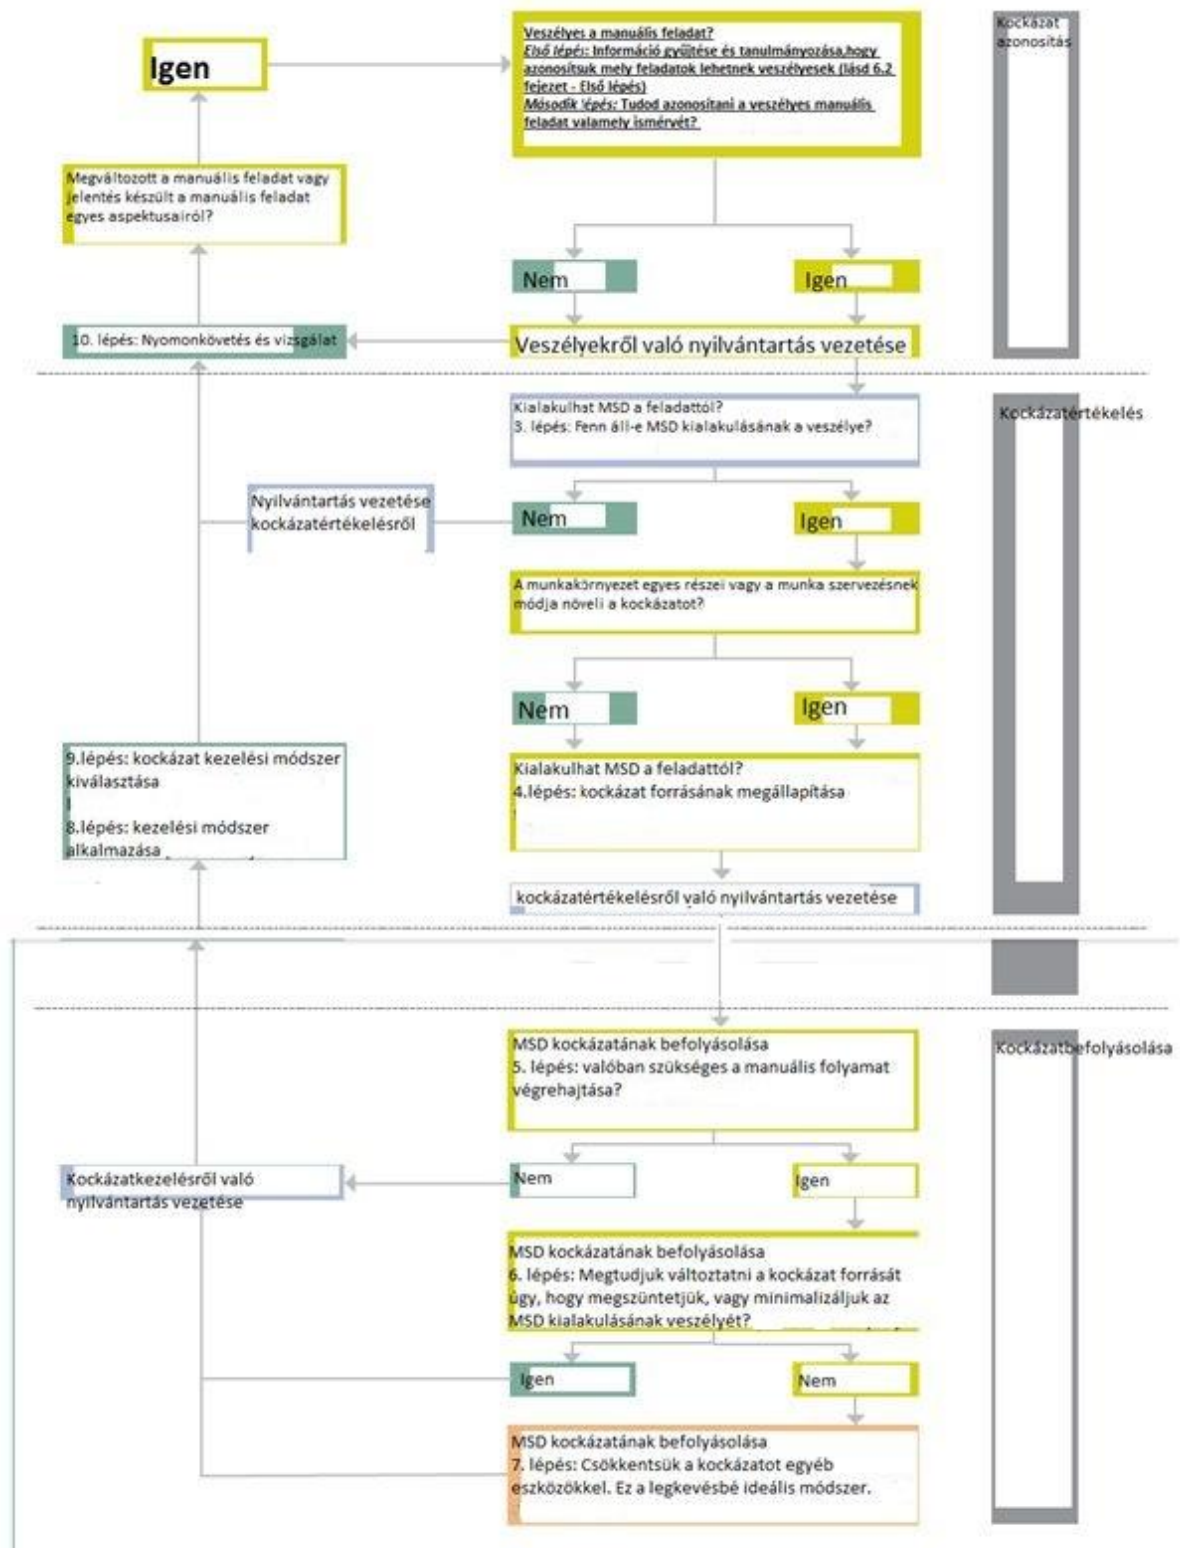 Igen
Veszélyes a manuális feladat?
Első lépés: Információ gyűjtése és tanulmányozása,hogy
azonosítsuk mely feladatok lehetnek veszélyesek (lásd 6.2
fejezet - Első lépés)
Második lépés: Tudod azonosítani a veszélyes manuális
feladat valamely ismérvét?
Kockázat
azonosítás
Megváltozott a manuális feladat vagy
jelentés készült a manuális feladat
egyes aspektusairól?
Nem
Igen
10. lépés: Nyomonkövetés és vizsgálat
Veszélyekről való nyilvántartás vezetése
Kialakulhat MSD a feladattól?
3. lépés: Fenn áll-e MSD kialakulásának a veszélye?
Kockázatértékelés
Nyilvántartás vezetése
kockázatértékelésről
Nem
Igen
A munkakörnyezet egyes részei vagy a munka szervezésnek
módja növeli a kockázatot?
Nem
Igen
9.lépés: kockázat kezelési módszer
kiválasztása
8.lépés: kezelési módszer
alkalmazása
Kialakulhat MSD a feladattól?
4.lépés: kockázat forrásának megállapítása
kockázatértékelésről való nyilvántartás vezetése
MSD kockázatának befolyásolása
5. lépés: valóban szükséges a manuális folyamat
végrehajtása?
Kockázatbefolyásolása
Kockázatkezelésről való
nyilvántartás vezetése
Nem
Igen
MSD kockázatának befolyásolása
6. lépés: Megtudjuk változtatni a kockázat forrását
úgy, hogy megszüntetjük, vagy minimalizáljuk az
MSD kialakulásának veszélyét?
Igen
Nem
MSD kockázatának befolyásolása
7. lépés: Csökkentsük a kockázatot egyéb
eszközökkel. Ez a legkevésbé ideális módszer.